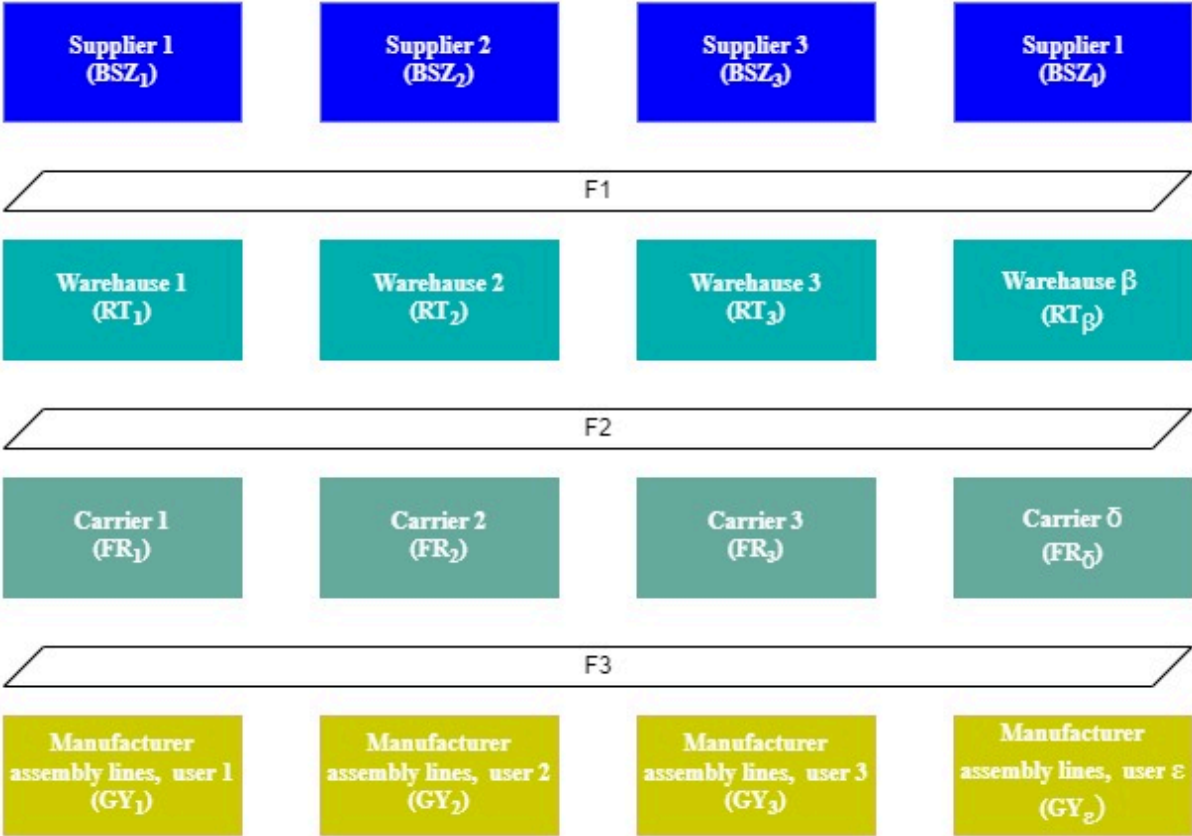 Supplier 1
(BSZ₁)
Supplier 2
(BSZ₂)
Supplier 3
(BSZ₃)
Supplier l
(BSZₗ)
F1
Warehause 1
(RT₁)
Warehause 2
(RT₂)
Warehause 3
(RT₃)
Warehause β
(RTᵦ)
F2
Carrier 1
(FR₁)
Carrier 2
(FR₂)
Carrier 3
(FR₃)
Carrier δ
(FRδ)
F3
Manufacturer
assembly lines, user 1
(GY₁)
Manufacturer
assembly lines, user 2
(GY₂)
Manufacturer
assembly lines, user 3
(GY₃)
Manufacturer
assembly lines, user ε
(GYε)